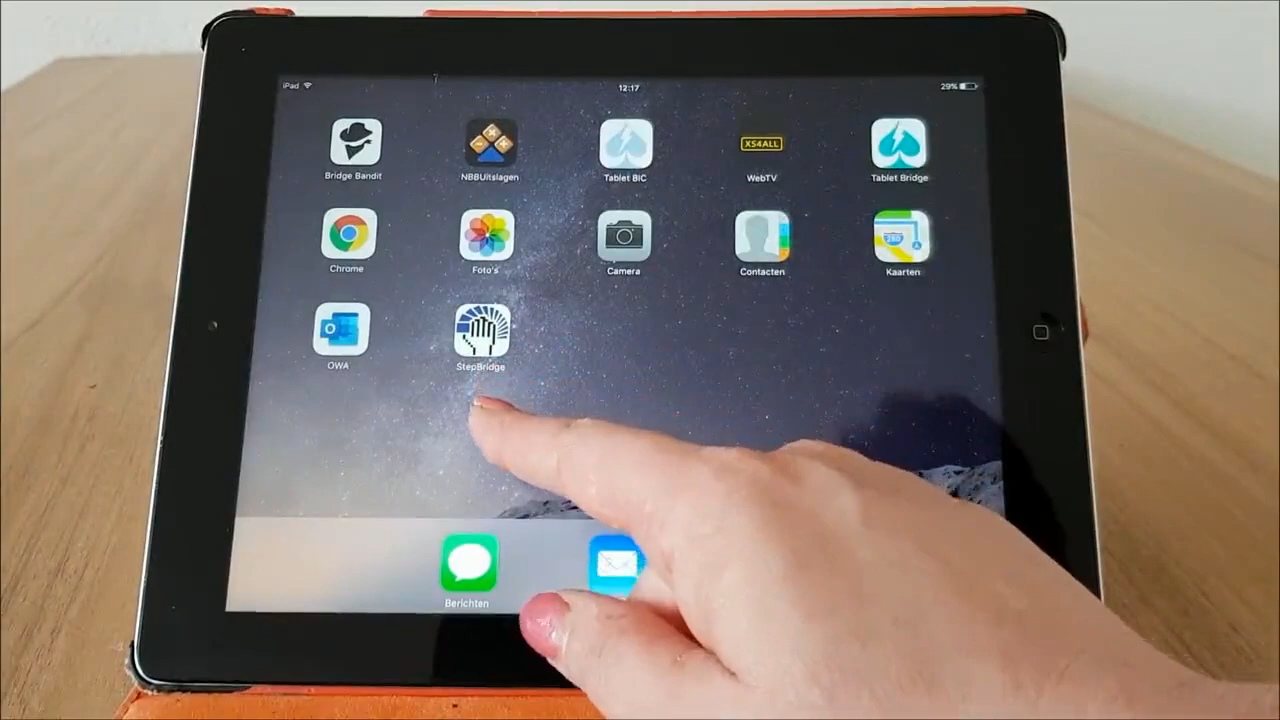 iPad 12:17 29%
Bridge Bandit NBBUitslagen Tablet BIC WebTV Tablet Bridge
XS4ALL
Chrome Foto's Camera Contacten Kaarten
280
OWA StepBridge
Berichten